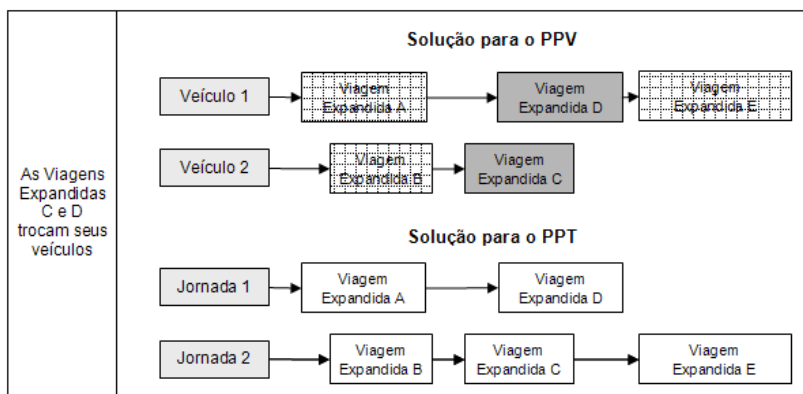 As Viagens
Expandidas
C e D
trocam seus
veículos
Solução para o PPV
Veículo 1
Viagem
Expandida A
Viagem
Expandida D
Viagem
Expandida E
Veículo 2
Viagem
Expandida B
Viagem
Expandida C
Solução para o PPT
Jornada 1
Viagem
Expandida A
Viagem
Expandida D
Jornada 2
Viagem
Expandida B
Viagem
Expandida C
Viagem
Expandida E